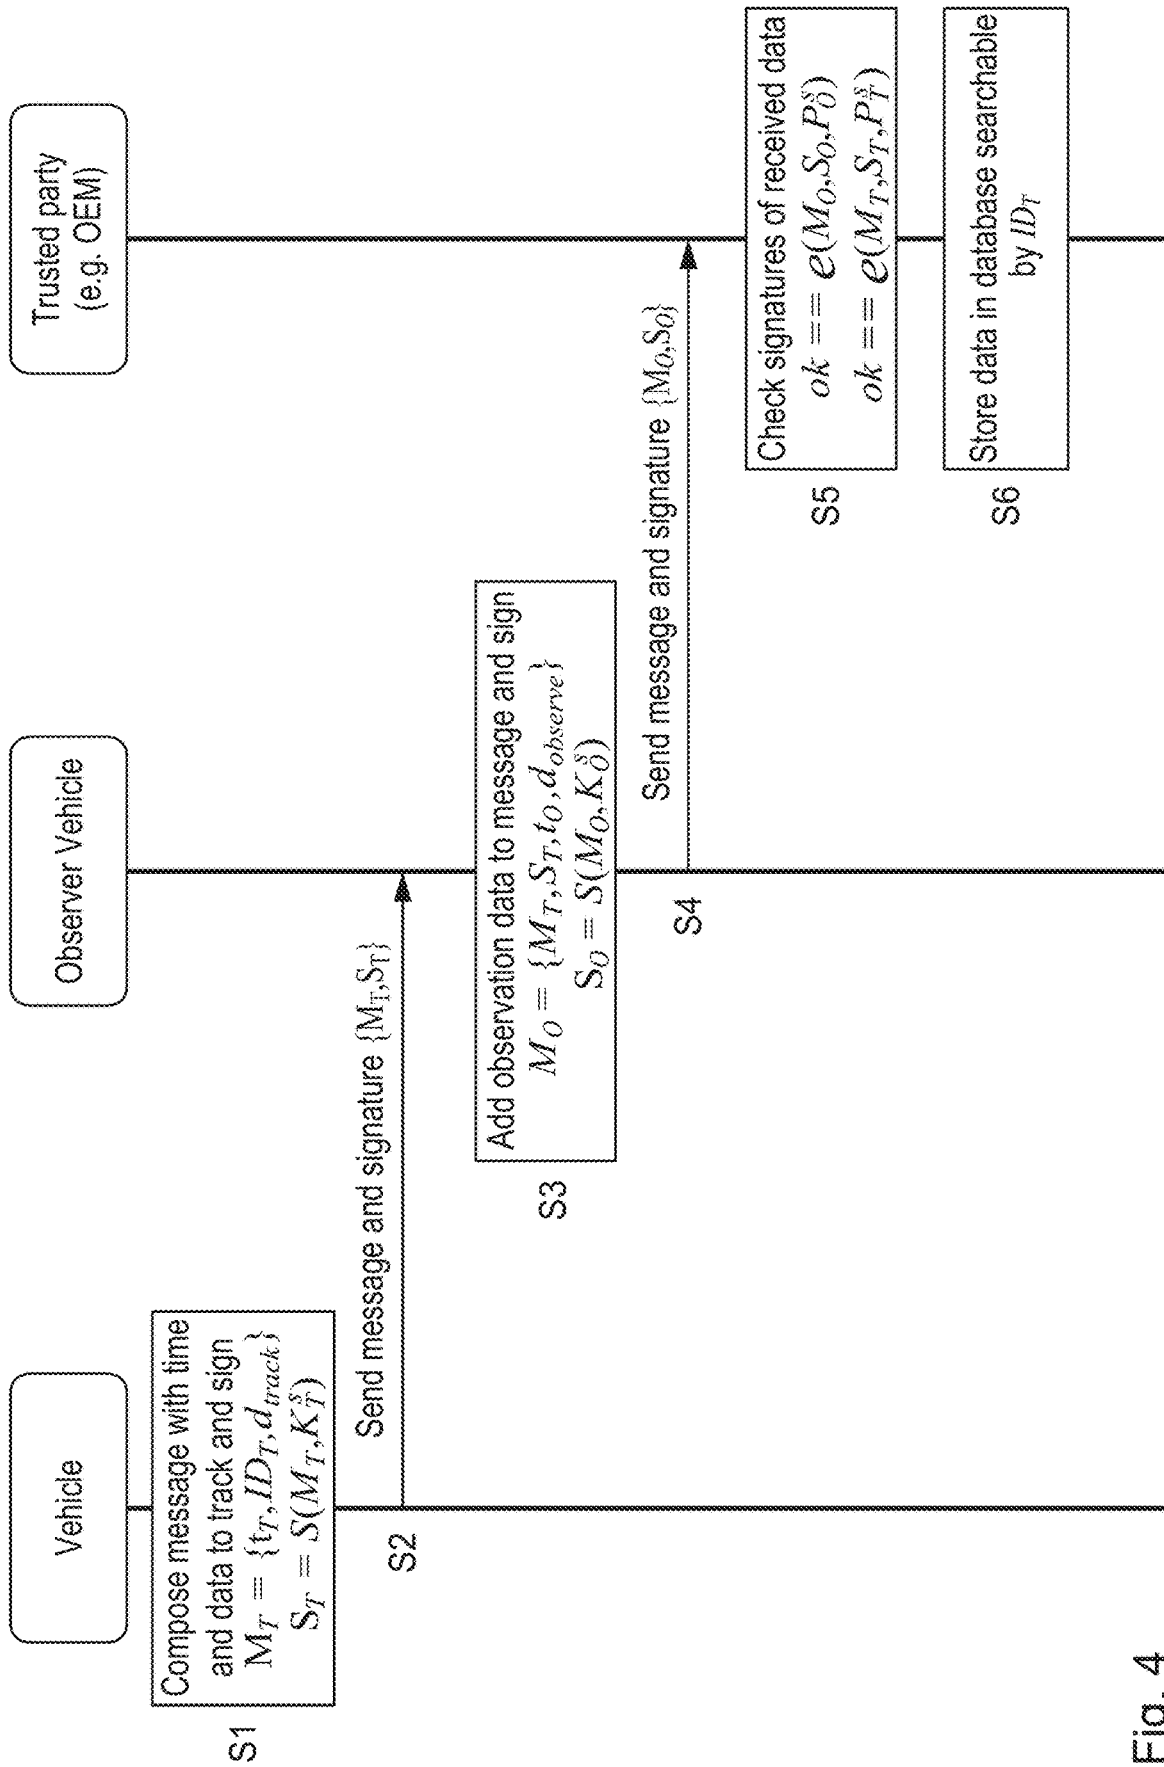 Vehicle
Observer Vehicle
Trusted party
(e.g. OEM)
S1
Compose message with time
and data to track and sign
M_T = {t_T, ID_T, d_track}
S_T = S(M_T, K_T^s)
S2
Send message and signature {M_T,S_T}
S3
Add observation data to message and sign
M_O = {M_T, S_T, t_O, d_observe}
S_O = S(M_O, K_O^s)
S4
Send message and signature {M_O,S_O}
S5
Check signatures of received data
ok == e(M_O, S_O, P_O^s)
ok == e(M_T, S_T, P_T^s)
S6
Store data in database searchable
by ID_T
Fig. 4